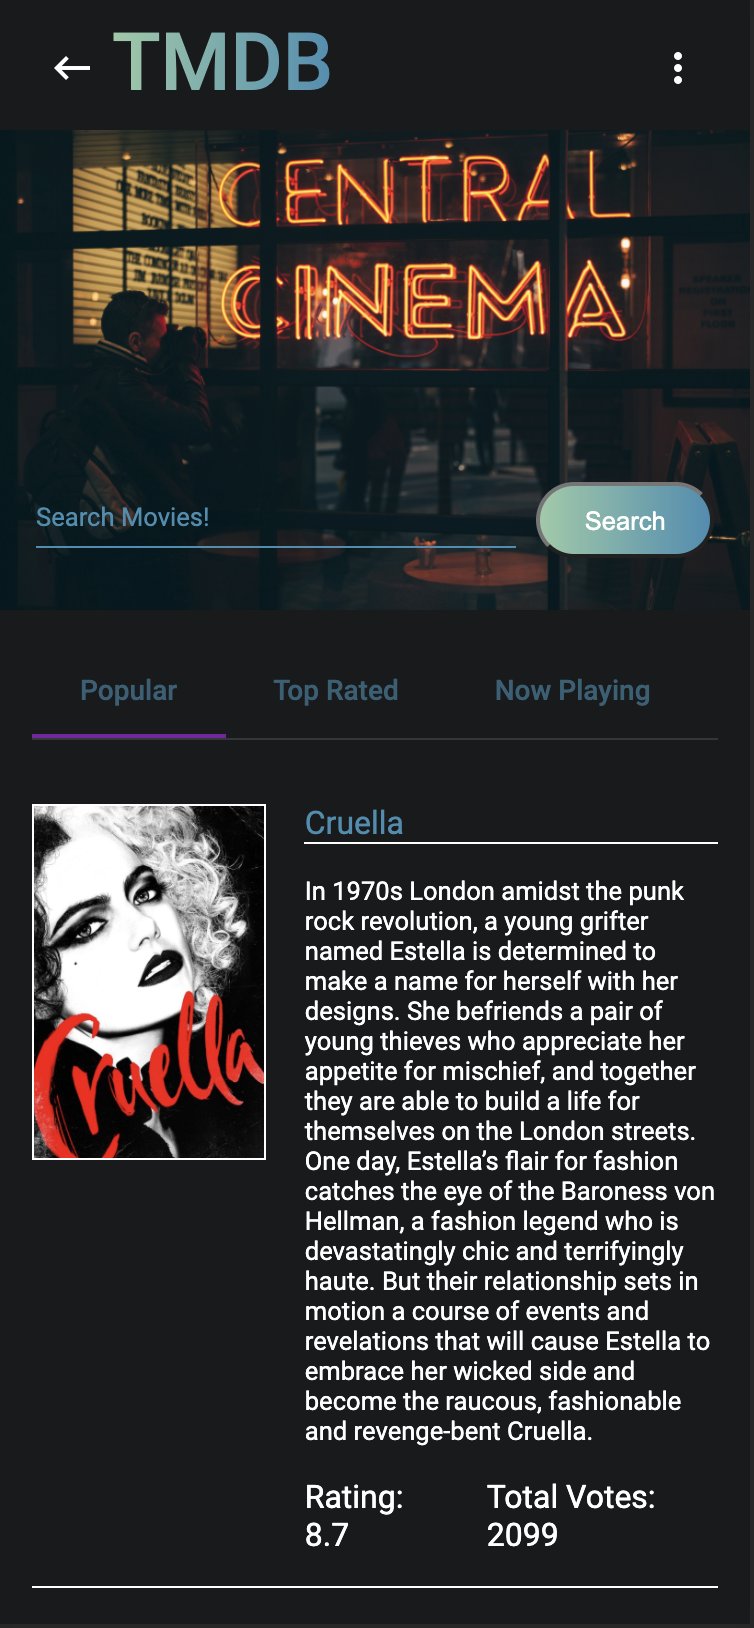 TMDB
CENTRAL
CINEMA
Search Movies!
Search
Popular
Top Rated
Now Playing
Cruella
Cruella
In 1970s London amidst the punk
rock revolution, a young grifter
named Estella is determined to
make a name for herself with her
designs. She befriends a pair of
young thieves who appreciate her
appetite for mischief, and together
they are able to build a life for
themselves on the London streets.
One day, Estella’s flair for fashion
catches the eye of the Baroness von
Hellman, a fashion legend who is
devastatingly chic and terrifyingly
haute. But their relationship sets in
motion a course of events and
revelations that will cause Estella to
embrace her wicked side and
become the raucous, fashionable
and revenge-bent Cruella.
Rating:
8.7
Total Votes:
2099